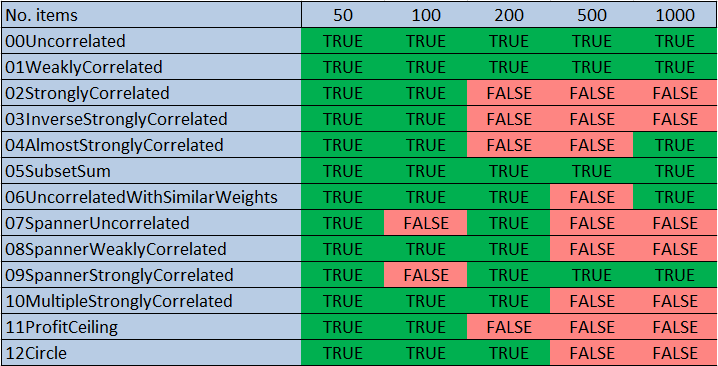 No. items 50 100 200 500 1000
00Uncorrelated TRUE TRUE TRUE TRUE TRUE
01WeaklyCorrelated TRUE TRUE TRUE TRUE TRUE
02StronglyCorrelated TRUE TRUE FALSE FALSE FALSE
03InverseStronglyCorrelated TRUE TRUE FALSE FALSE FALSE
04AlmostStronglyCorrelated TRUE TRUE FALSE FALSE TRUE
05SubsetSum TRUE TRUE TRUE TRUE TRUE
06UncorrelatedWithSimilarWeights TRUE TRUE TRUE FALSE TRUE
07SpannerUncorrelated TRUE FALSE TRUE FALSE FALSE
08SpannerWeaklyCorrelated TRUE TRUE TRUE FALSE FALSE
09SpannerStronglyCorrelated TRUE FALSE TRUE TRUE TRUE
10MultipleStronglyCorrelated TRUE TRUE TRUE FALSE FALSE
11ProfitCeiling TRUE TRUE FALSE FALSE FALSE
12Circle TRUE TRUE TRUE FALSE FALSE